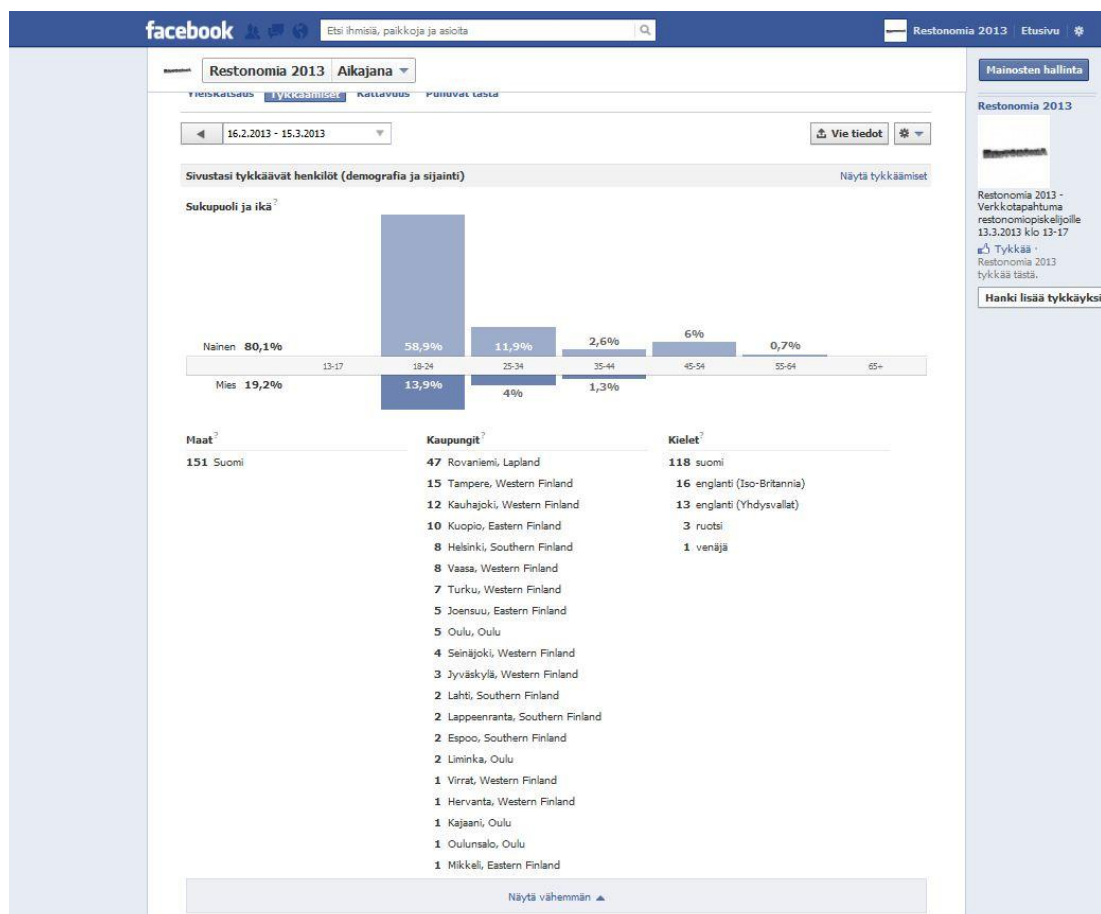 facebook
Etsi ihmisiä, paikkoja ja asioita
Restonomia 2013 Etusivu
Restonomia 2013 Aikajana
Mainosten hallinta
Yleiskatsaus Tykkäämiset Kattavuus Puhuvat tästä
16.2.2013 - 15.3.2013
Vie tiedot
Sivustasi tykkäävät henkilöt (demografia ja sijainti) Näytä tykkäämiset
Sukupuoli ja ikä?
Nainen 80,1% 58,9% 11,9% 2,6% 6% 0,7%
13-17 18-24 25-34 35-44 45-54 55-64 65+
Mies 19,2% 13,9% 4% 1,3%
Maat?
151 Suomi
Kaupungit?
47 Rovaniemi, Lapland
15 Tampere, Western Finland
12 Kauhajoki, Western Finland
10 Kuopio, Eastern Finland
8 Helsinki, Southern Finland
8 Vaasa, Western Finland
7 Turku, Western Finland
5 Joensuu, Eastern Finland
5 Oulu, Oulu
4 Seinäjoki, Western Finland
3 Jyväskylä, Western Finland
2 Lahti, Southern Finland
2 Lappeenranta, Southern Finland
2 Espoo, Southern Finland
2 Liminka, Oulu
1 Virrat, Western Finland
1 Hervanta, Western Finland
1 Kajaani, Oulu
1 Oulunsalo, Oulu
1 Mikkeli, Eastern Finland
Kielet?
118 suomi
16 englanti (Iso-Britannia)
13 englanti (Yhdysvallat)
3 ruotsi
1 venäjä
Näytä vähemmän
Restonomia 2013
Restonomia 2013 -
Verkkotapahtuma
restonomiopiskelijoille
13.3.2013 klo 13-17
Tykkää ·
Restonomia 2013
tykkää tästä.
Hanki lisää tykkäyksi